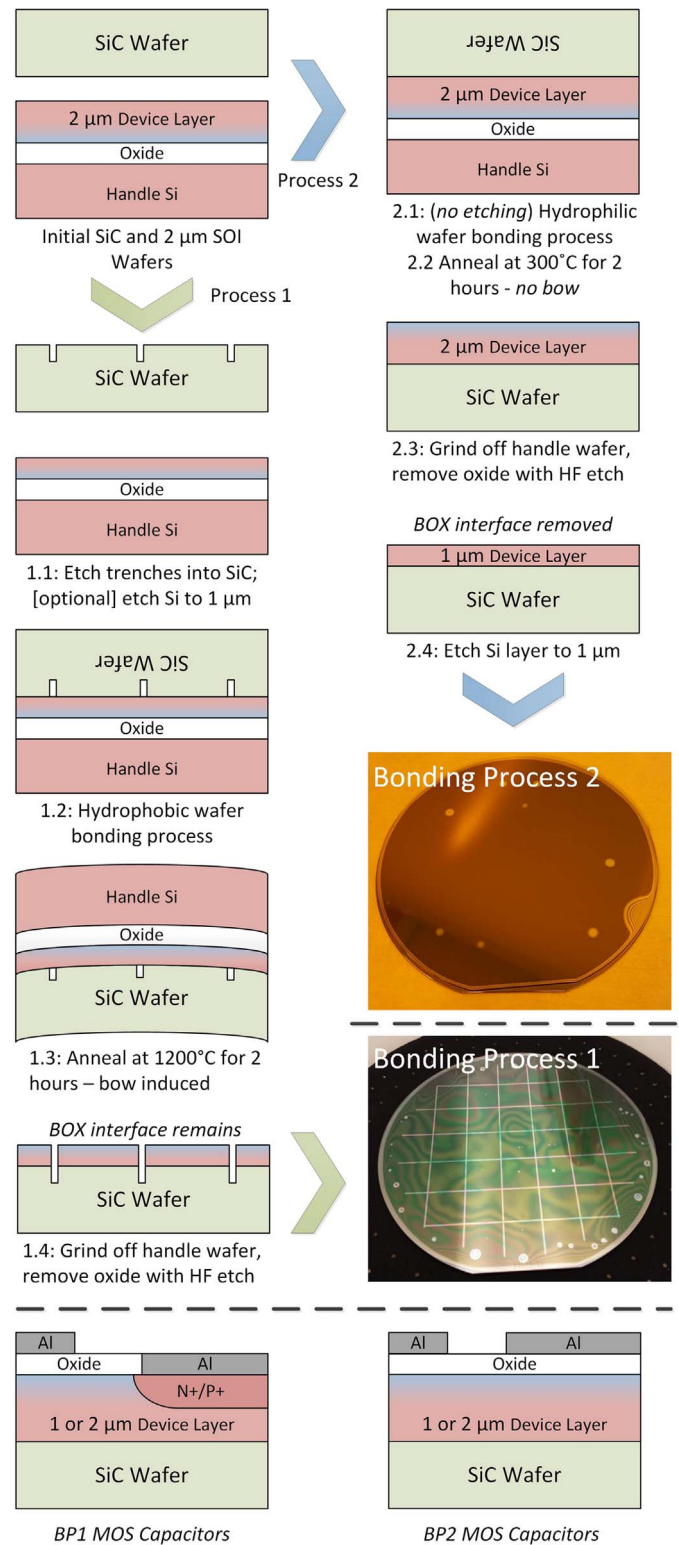 SiC Wafer
2 µm Device Layer
Oxide
Handle Si
Initial SiC and 2 µm SOI
Wafers
Process 1
SiC Wafer
Oxide
Handle Si
1.1: Etch trenches into SiC;
[optional] etch Si to 1 µm
SiC Wafer
Oxide
Handle Si
1.2: Hydrophobic wafer
bonding process
Handle Si
Oxide
SiC Wafer
1.3: Anneal at 1200˚C for 2
hours – bow induced
BOX interface remains
SiC Wafer
1.4: Grind off handle wafer,
remove oxide with HF etch
Process 2
SiC Wafer
2 µm Device Layer
Oxide
Handle Si
2.1: (no etching) Hydrophilic
wafer bonding process
2.2 Anneal at 300˚C for 2
hours - no bow
2 µm Device Layer
SiC Wafer
2.3: Grind off handle wafer,
remove oxide with HF etch
BOX interface removed
1 µm Device Layer
SiC Wafer
2.4: Etch Si layer to 1 µm
Bonding Process 2
Bonding Process 1
Al
Oxide
Al
N+/P+
1 or 2 µm Device Layer
SiC Wafer
BP1 MOS Capacitors
Al
Al
Oxide
1 or 2 µm Device Layer
SiC Wafer
BP2 MOS Capacitors